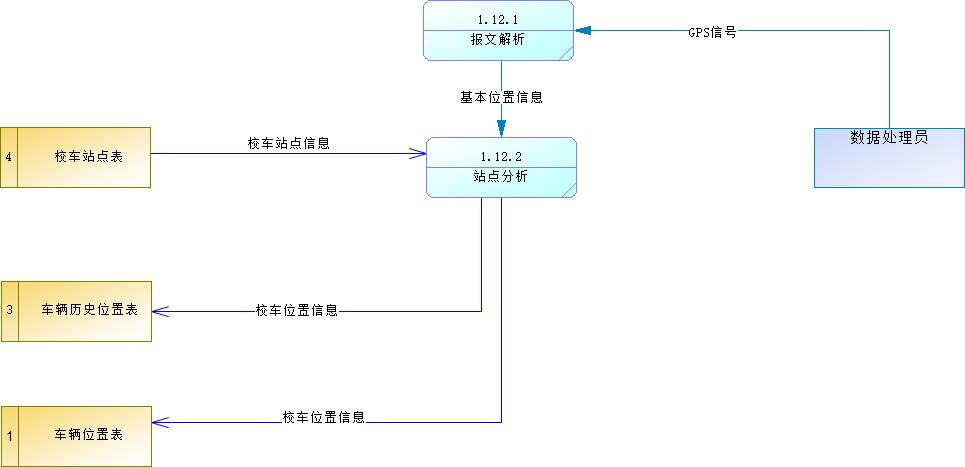 1.12.1
报文解析
GPS信号
基本位置信息
数据处理员
校车站点信息
4
校车站点表
1.12.2
站点分析
3
车辆历史位置表
校车位置信息
校车位置信息
1
车辆位置表